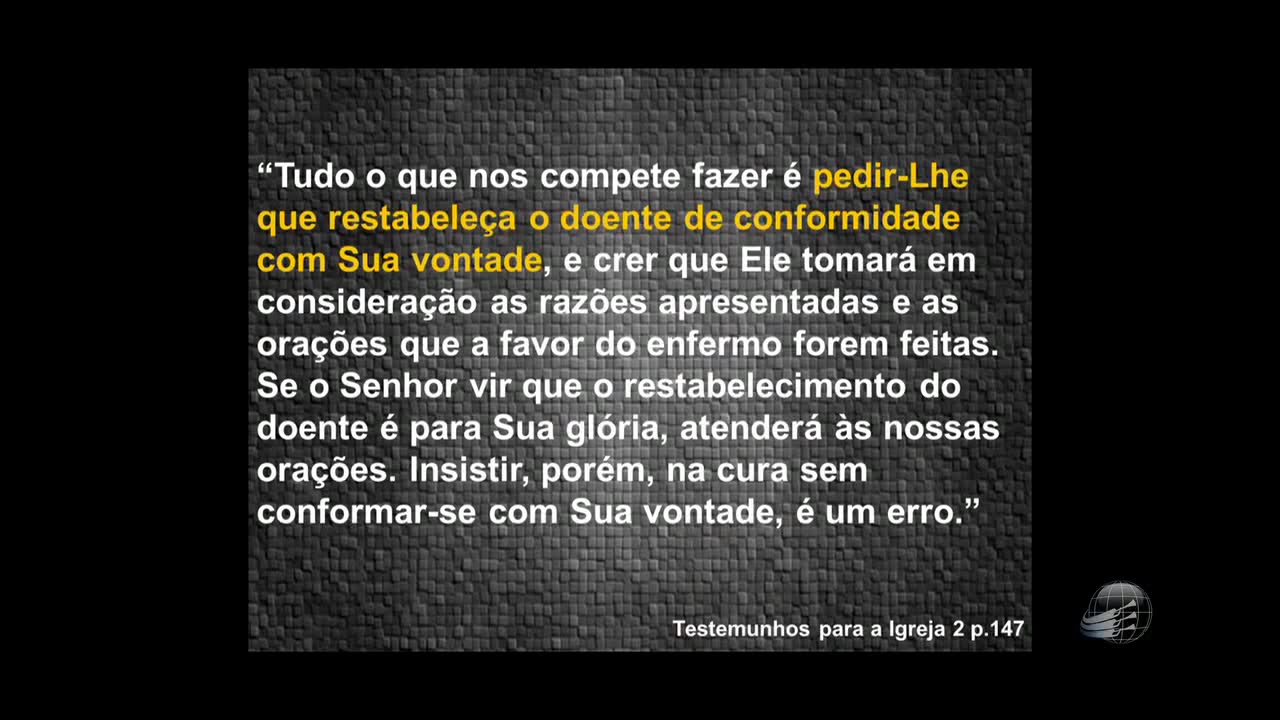 “Tudo o que nos compete fazer é pedir-Lhe
que restabeleça o doente de conformidade
com Sua vontade, e crer que Ele tomará em
consideração as razões apresentadas e as
orações que a favor do enfermo forem feitas.
Se o Senhor vir que o restabelecimento do
doente é para Sua glória, atenderá às nossas
orações. Insistir, porém, na cura sem
conformar-se com Sua vontade, é um erro.”
Testemunhos para a Igreja 2 p.147